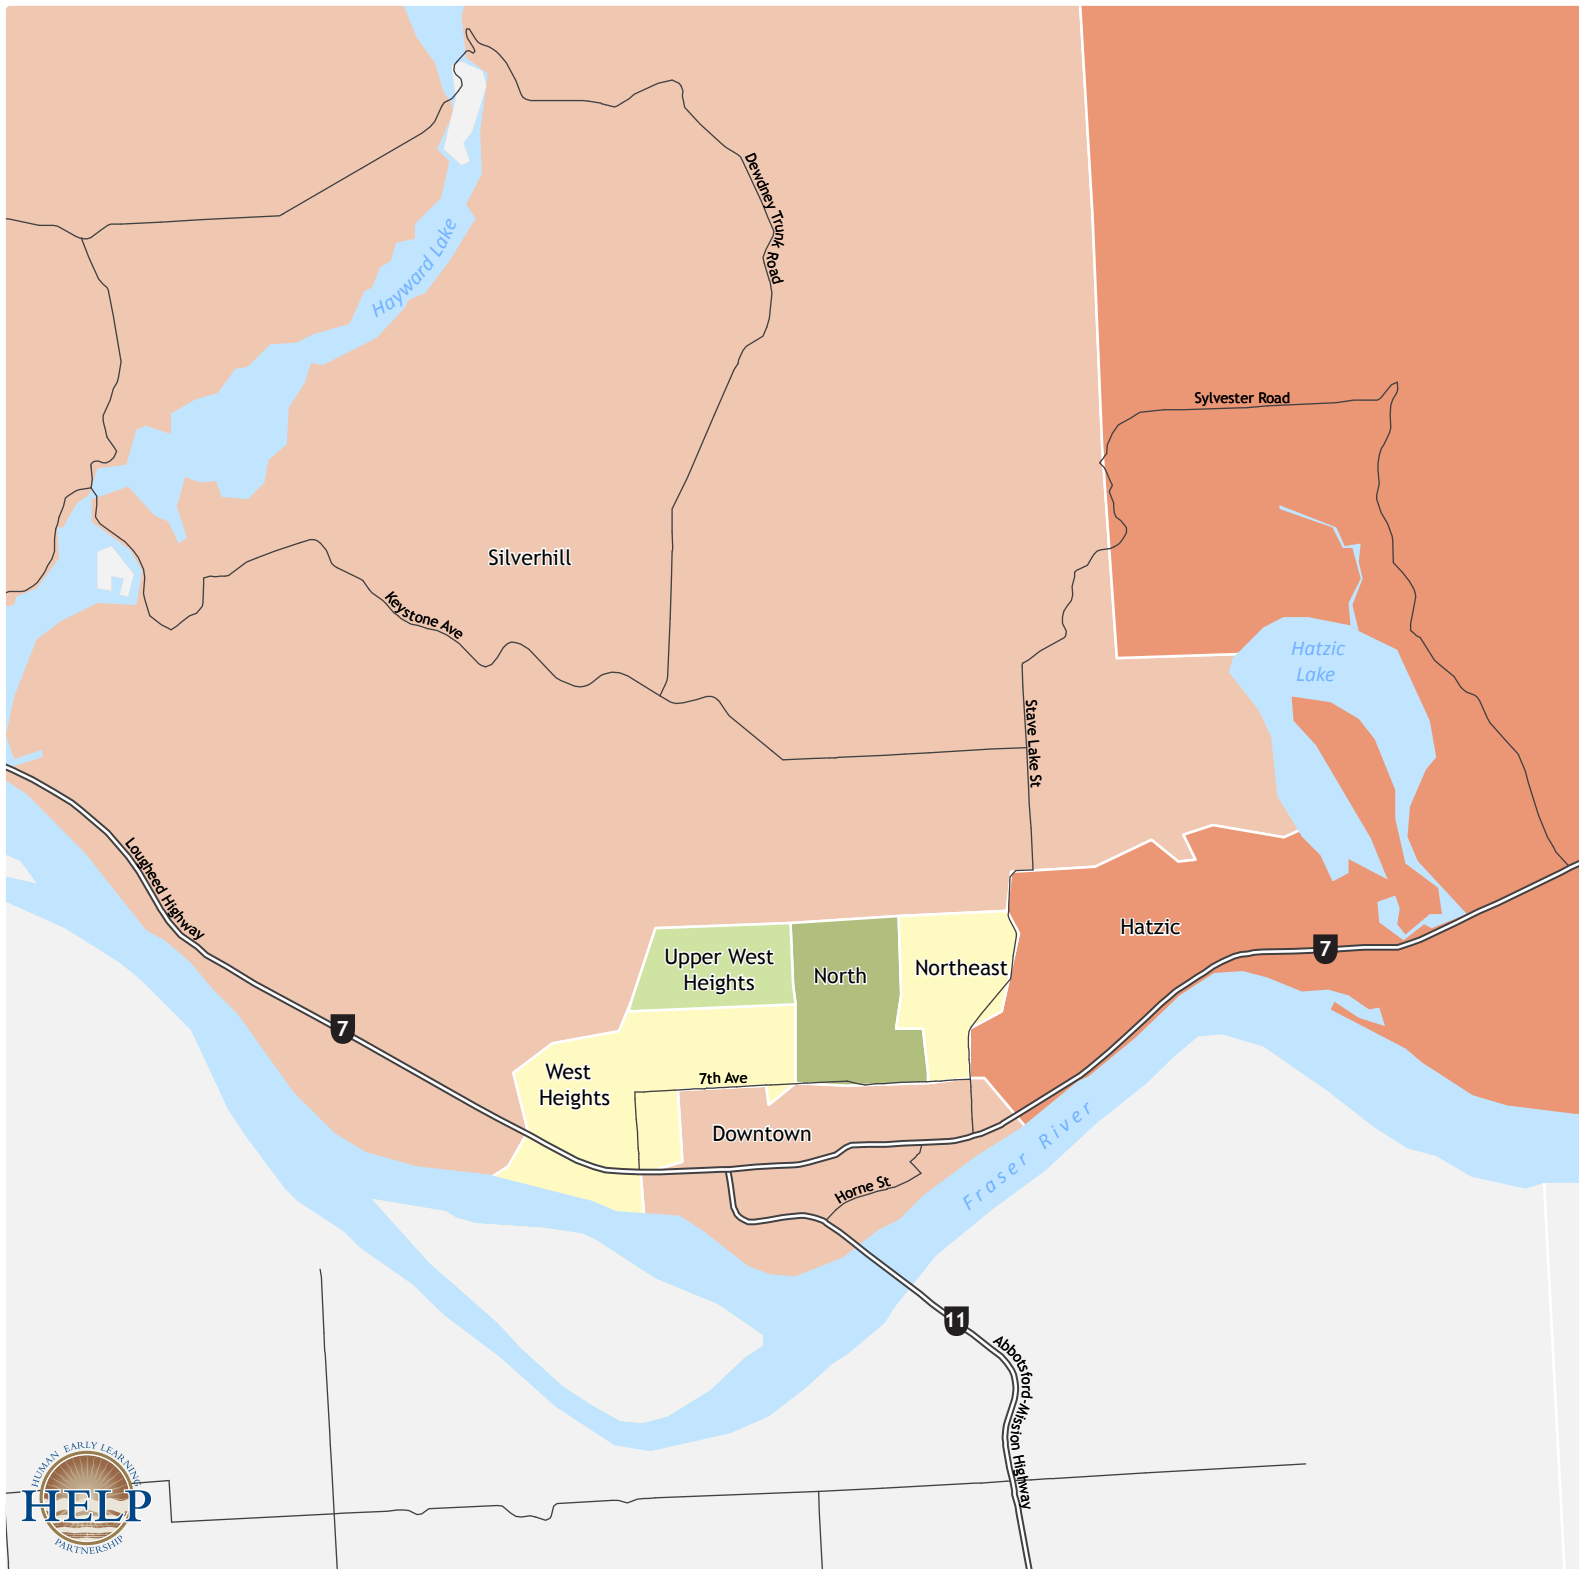 Dewdney Trunk Road
Hayward Lake
Sylvester Road
Silverhill
Keystone Ave
Hatzic
Lake
Stave Lake St
Lougheed Highway
Hatzic
7
Upper West
Heights
North
Northeast
7
West
Heights
7th Ave
Downtown
Horne St
Fraser River
11
Abbotsford-Mission Highway
HUMAN EARLY LEARNING
HELP
PARTNERSHIP